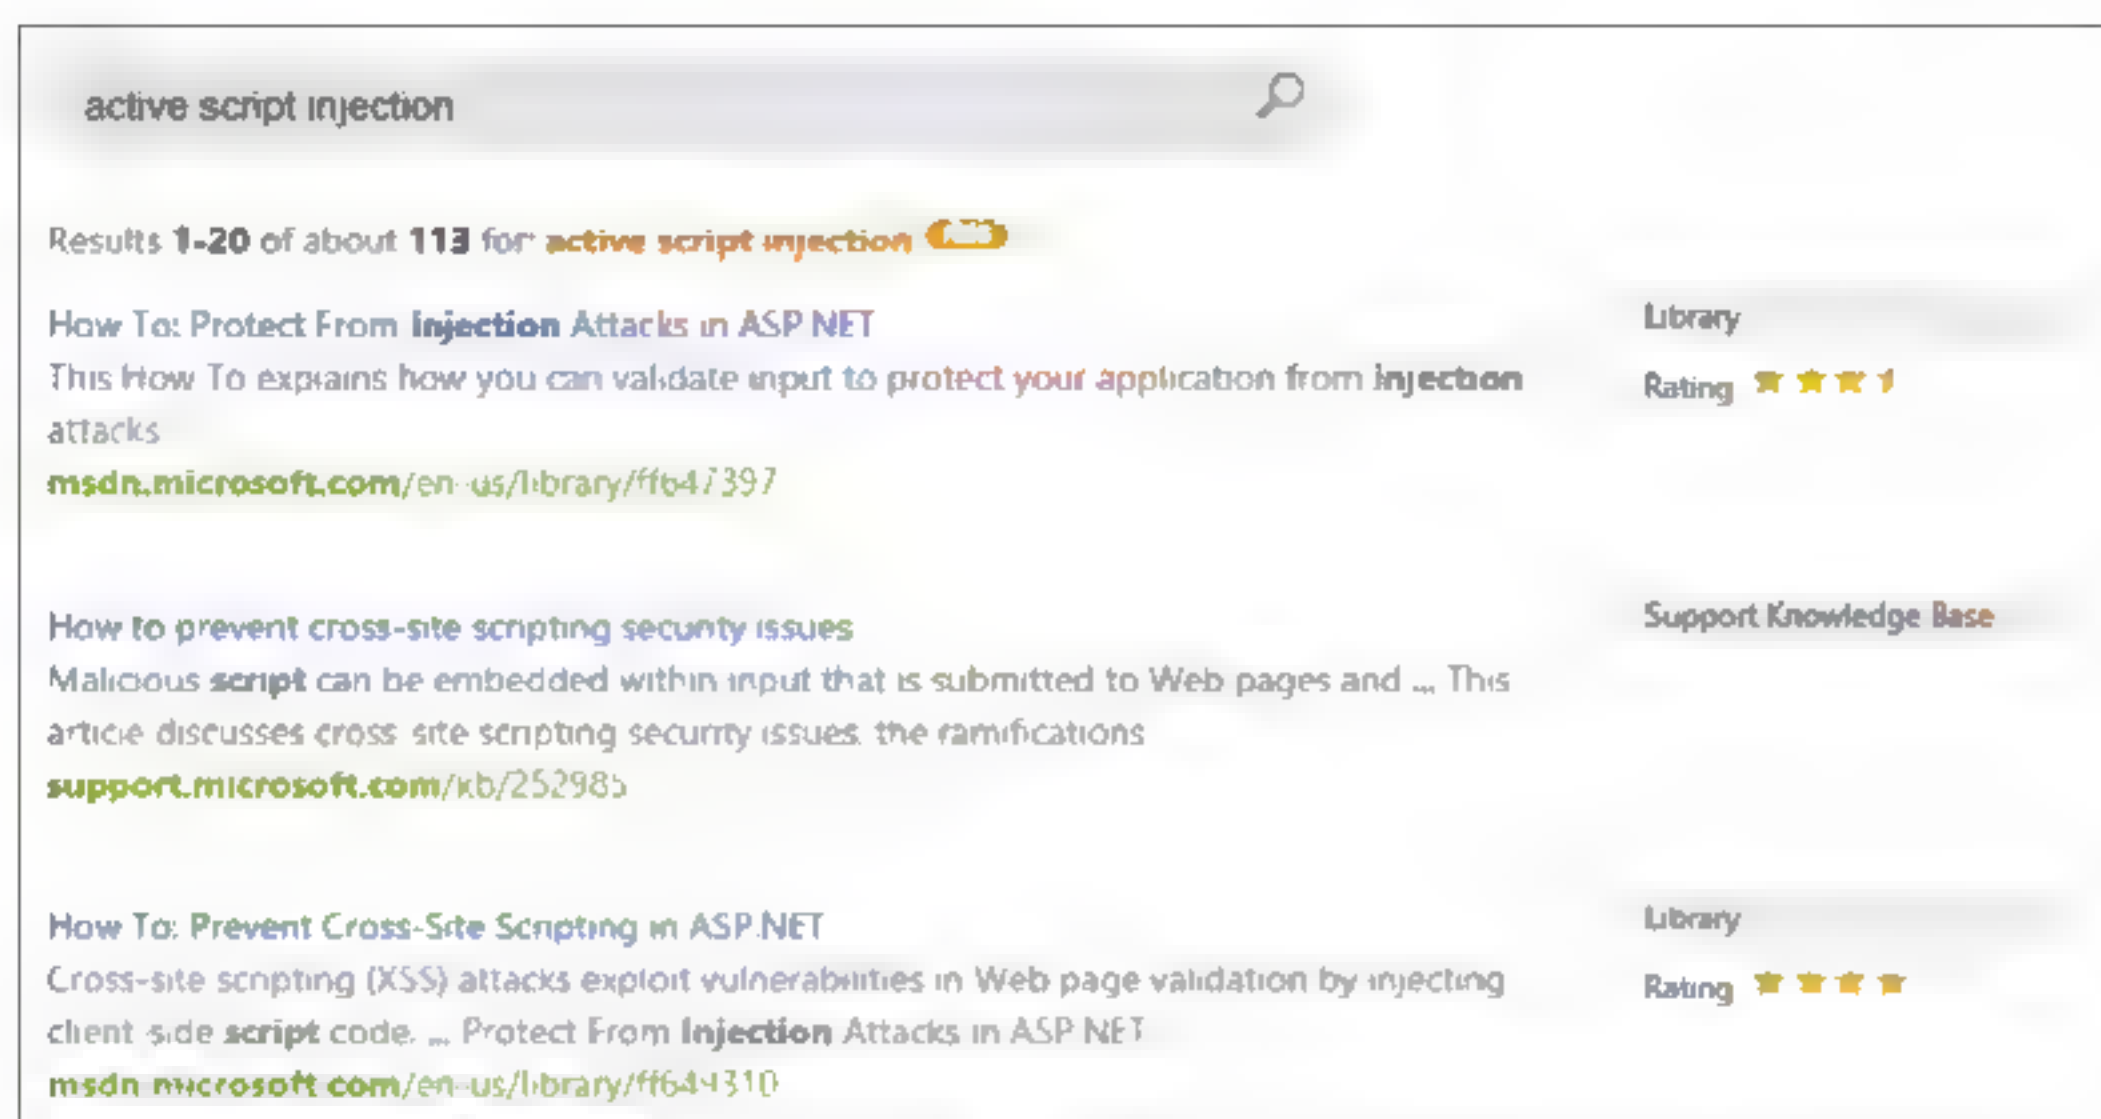 active script injection
Results 1-20 of about 113 for active script injection
How To: Protect From Injection Attacks in ASP.NET
Library
This How To explains how you can validate input to protect your application from injection
Rating
attacks
msdn.microsoft.com/en-us/library/ff647397
How to prevent cross-site scripting security issues
Support Knowledge Base
Malicious script can be embedded within input that is submitted to Web pages and ... This
article discusses cross site scripting security issues, the ramifications
support.microsoft.com/kb/252985
How To: Prevent Cross-Site Scripting in ASP.NET
Library
Cross-site scripting (XSS) attacks exploit vulnerabilities in Web page validation by injecting
Rating
client-side script code. ... Protect From Injection Attacks in ASP.NET
msdn.microsoft.com/en-us/library/ff649310